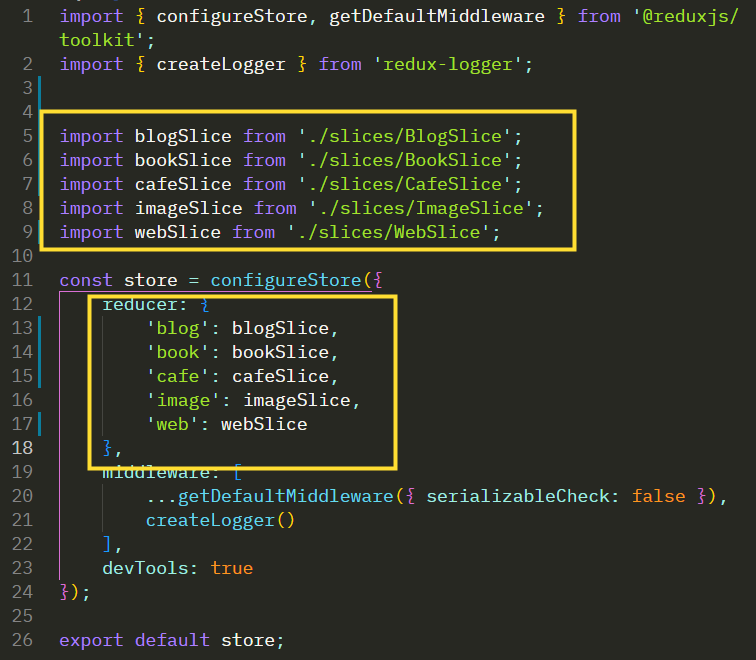 1 import { configureStore, getDefaultMiddleware } from '@reduxjs/
toolkit';
2 import { createLogger } from 'redux-logger';
3
4
5 import blogSlice from './slices/BlogSlice';
6 import bookSlice from './slices/BookSlice';
7 import cafeSlice from './slices/CafeSlice';
8 import imageSlice from './slices/ImageSlice';
9 import webSlice from './slices/WebSlice';
10
11 const store = configureStore({
12     reducer: {
13         'blog': blogSlice,
14         'book': bookSlice,
15         'cafe': cafeSlice,
16         'image': imageSlice,
17         'web': webSlice
18     },
19     middleware: [
20         ...getDefaultMiddleware({ serializableCheck: false }),
21         createLogger()
22     ],
23     devTools: true
24 });
25
26 export default store;